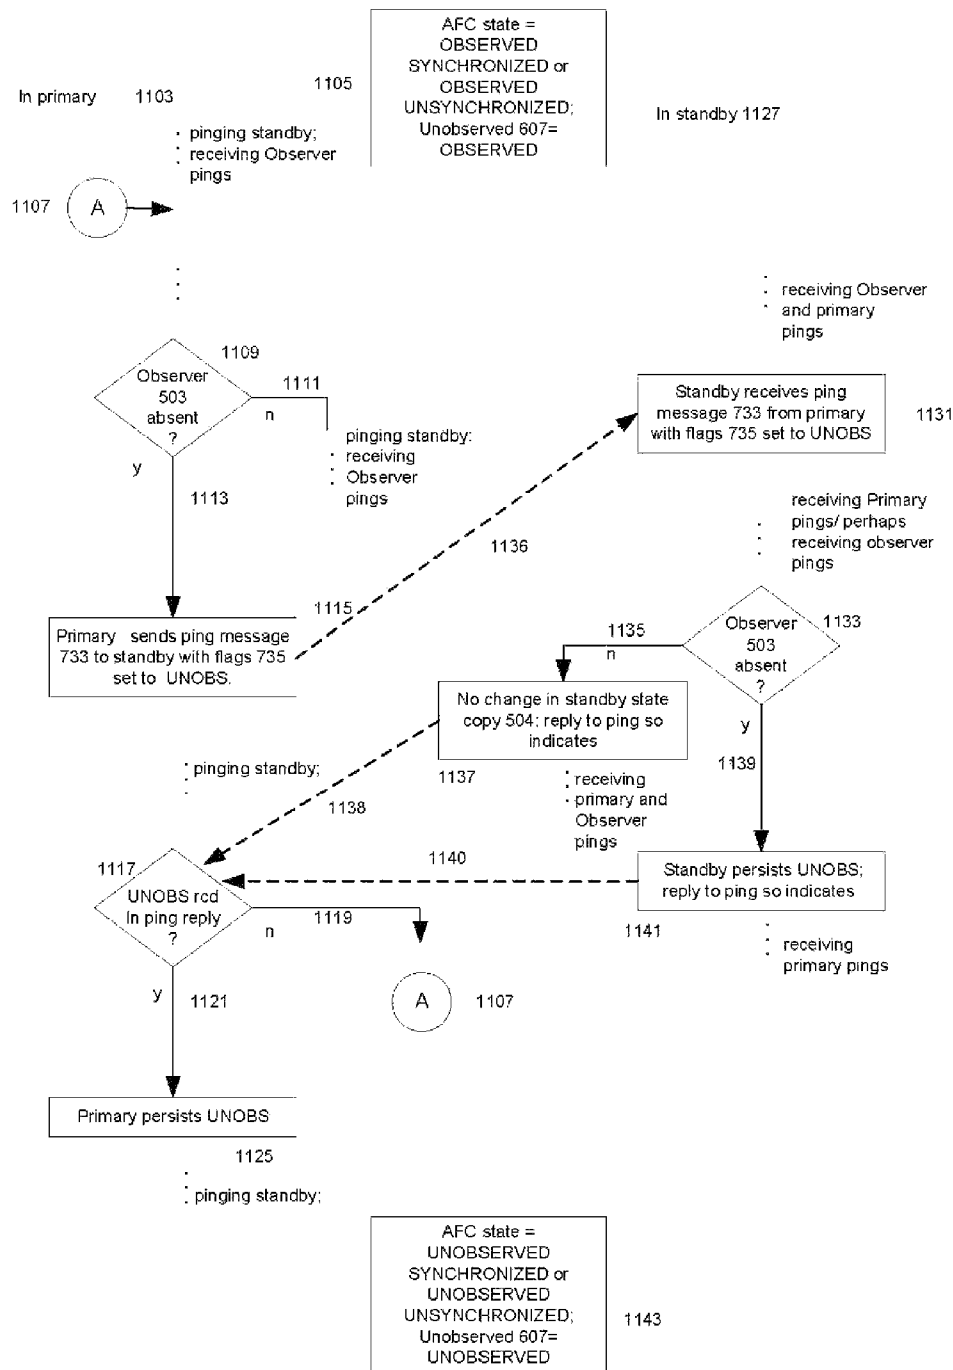 AFC state =
OBSERVED
SYNCHRONIZED or
OBSERVED
UNSYNCHRONIZED;
Unobserved 607=
OBSERVED
1105
In primary 1103
In standby 1127
pinging standby;
receiving Observer
pings
1107
A
receiving Observer
and primary
pings
1109
Observer
503
absent
?
1111
n
y
1113
pinging standby:
receiving
Observer
pings
Standby receives ping
message 733 from primary
with flags 735 set to UNOBS
1131
receiving Primary
pings/ perhaps
receiving observer
pings
1136
1115
Primary sends ping message
733 to standby with flags 735
set to UNOBS.
Observer
503
absent
?
1133
1135
n
y
1139
No change in standby state
copy 504; reply to ping so
indicates
1137
receiving
primary and
Observer
pings
pinging standby;
1138
1140
Standby persists UNOBS;
reply to ping so indicates
1141
receiving
primary pings
1117
UNOBS rcd
In ping reply
?
1119
n
y
1121
A
1107
Primary persists UNOBS
1125
pinging standby;
AFC state =
UNOBSERVED
SYNCHRONIZED or
UNOBSERVED
UNSYNCHRONIZED;
Unobserved 607=
UNOBSERVED
1143